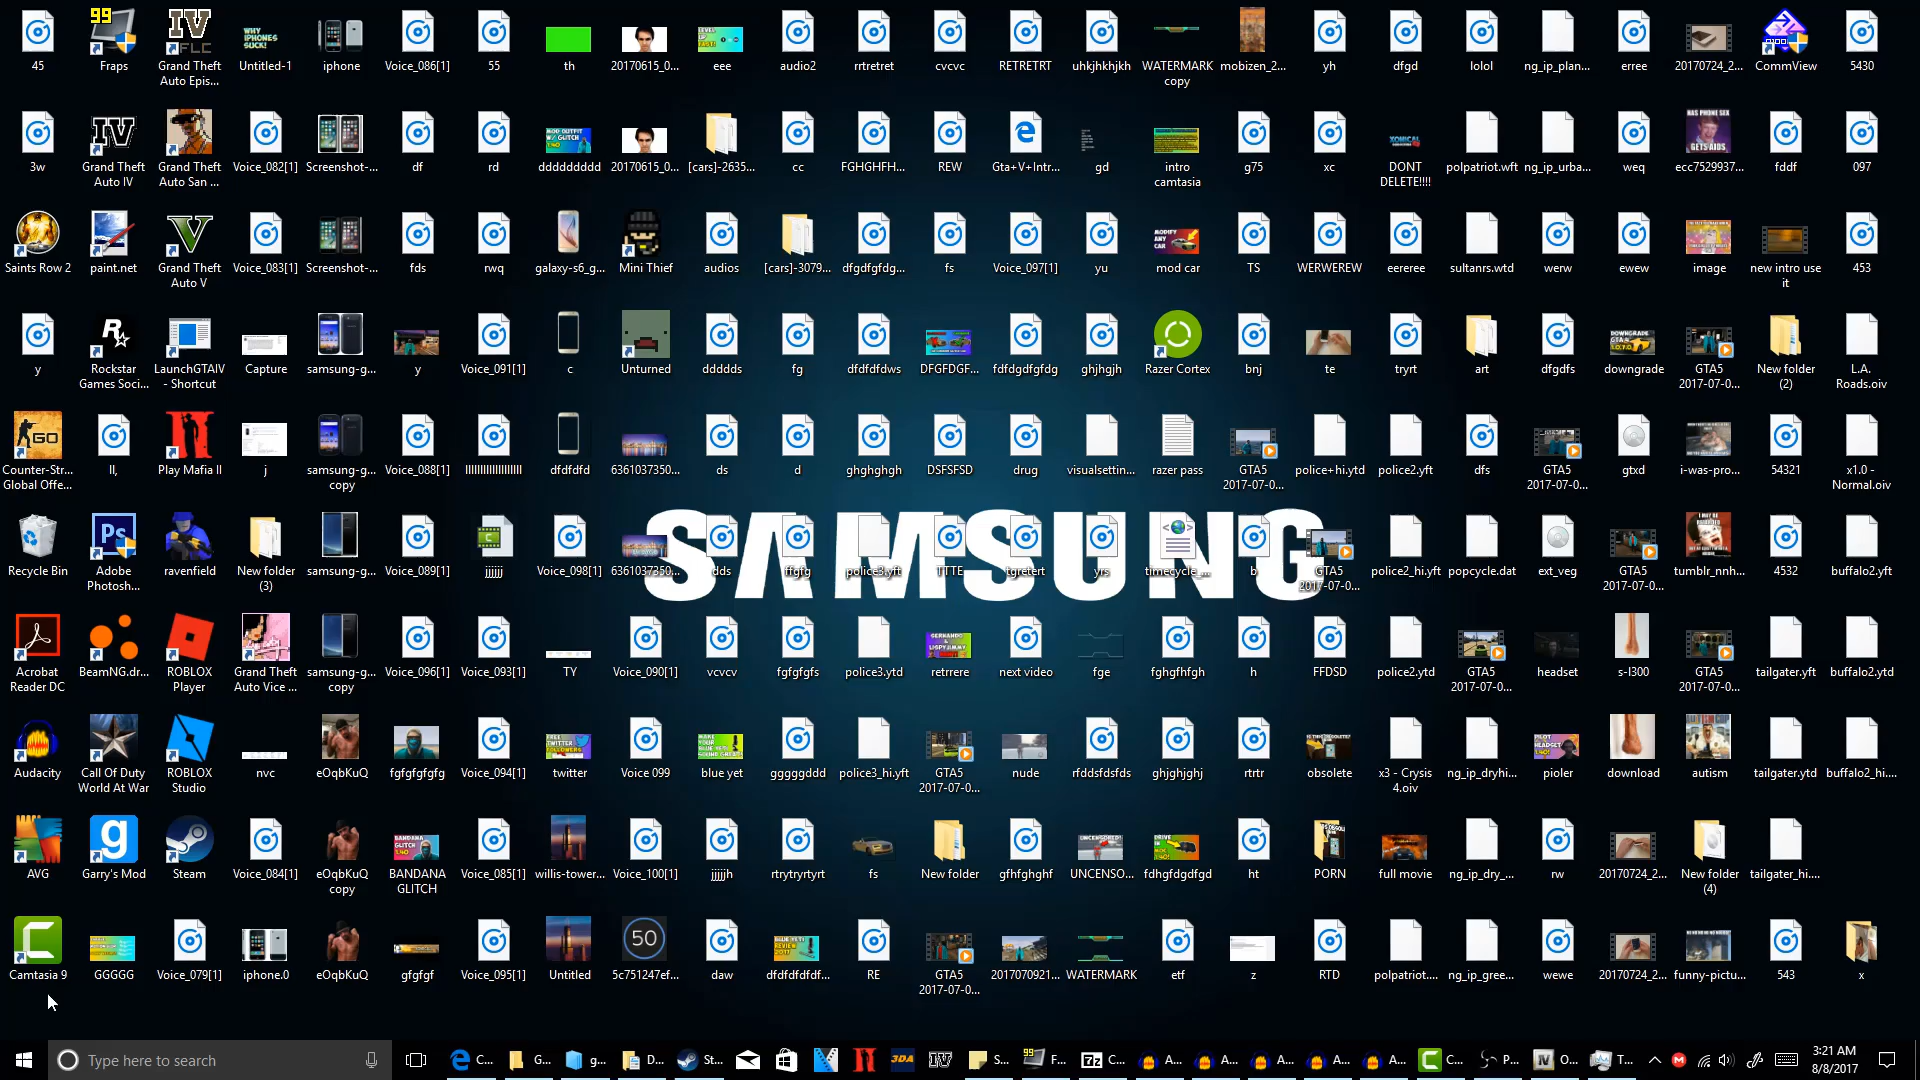 45
Fraps
Grand Theft
Auto Epis...
Untitled-1
iphone
Voice_086[1]
55
th
20170615_0...
eee
audio2
rrtretret
cvcvc
RETRETRT
uhkjhkhjkh
WATERMARK
copy
mobizen_2...
yh
dfgd
lolol
ng_ip_plan...
erree
20170724_2...
CommView
5430
3w
Grand Theft
Auto IV
Grand Theft
Auto San ...
Voice_082[1]
Screenshot-...
df
rd
ddddddddd
20170615_0...
[cars]-2635...
cc
FGHGHFH...
REW
Gta+V+Intr...
gd
intro
camtasia
g75
xc
DONT
DELETE!!!!
polpatriot.wft
ng_ip_urba...
weq
ecc7529937...
fddf
097
Saints Row 2
paint.net
Grand Theft
Auto V
Voice_083[1]
Screenshot-...
fds
rwq
galaxy-s6_g...
Mini Thief
audios
[cars]-3079...
dfgdfgfdg...
fs
Voice_097[1]
yu
mod car
TS
WERWEREW
eereree
sultanrs.wtd
werw
ewew
image
new intro use
it
453
y
Rockstar
Games Soci...
LaunchGTAIV
- Shortcut
Capture
samsung-g...
y
Voice_091[1]
c
Unturned
ddddds
fg
dfdfdfdws
DFGFDGF...
fdfdgdfgfdg
ghjhgjh
Razer Cortex
bnj
te
tryrt
art
dfgdfs
downgrade
GTA5
2017-07-0...
New folder
(2)
L.A.
Roads.oiv
Counter-Str...
Global Offe...
ll,
Play Mafia II
j
samsung-g...
copy
Voice_088[1]
dfdfdfd
6361037350...
ds
d
ghghghgh
DSFSFSD
drug
visualsettin...
razer pass
GTA5
2017-07-0...
police+hi.ytd
police2.yft
dfs
GTA5
2017-07-0...
gtxd
i-was-pro...
54321
x1.0 -
Normal.oiv
SAMSUNG
Recycle Bin
Adobe
Photosh...
ravenfield
New folder
(3)
samsung-g...
Voice_089[1]
jjjjjj
Voice_098[1]
6361037350...
dds
ffgfg
police3.yft
TTTE
tgretert
yrs
timecycle_...
b
GTA5
2017-07-0...
police2_hi.yft
popcycle.dat
ext_veg
GTA5
2017-07-0...
tumblr_nnh...
4532
buffalo2.yft
Acrobat
Reader DC
BeamNG.dr...
ROBLOX
Player
Grand Theft
Auto Vice ...
samsung-g...
copy
Voice_096[1]
Voice_093[1]
TY
Voice_090[1]
vcvcv
fgfgfgfs
police3.ytd
retrrere
next video
fge
fghgfhfgh
h
FFDSD
police2.ytd
GTA5
2017-07-0...
headset
s-l300
GTA5
2017-07-0...
tailgater.yft
buffalo2.ytd
Audacity
Call Of Duty
World At War
ROBLOX
Studio
nvc
eOqbKuQ
fgfgfgfgfg
Voice_094[1]
twitter
Voice 099
blue yet
gggggddd
police3_hi.yft
GTA5
2017-07-0...
nude
rfddsfdsfds
ghjghjghj
rtrtr
obsolete
x3 - Crysis
4.oiv
ng_ip_dryhi...
pioler
download
autism
tailgater.ytd
buffalo2_hi....
AVG
Garry's Mod
Steam
Voice_084[1]
eOqbKuQ
copy
BANDANA
GLITCH
Voice_085[1]
willis-tower...
Voice_100[1]
jjjjjh
rtrytryrtyrt
fs
New folder
gfhfghghf
UNCENSO...
fdhgfdgdfgd
ht
PORN
full movie
ng_ip_dry_...
rw
20170724_2...
New folder
(4)
tailgater_hi....
Camtasia 9
GGGGG
Voice_079[1]
iphone.0
eOqbKuQ
gfgfgf
Voice_095[1]
Untitled
50
5c751247ef...
daw
dfdfdfdfdf...
RE
GTA5
2017-07-0...
2017070921...
WATERMARK
etf
z
RTD
polpatriot....
ng_ip_gree...
wewe
20170724_2...
funny-pictu...
543
x
Type here to search
C...
G...
g...
D...
St...
S...
F...
C...
A...
A...
A...
A...
A...
C...
P...
O...
T...
3:21 AM
8/8/2017